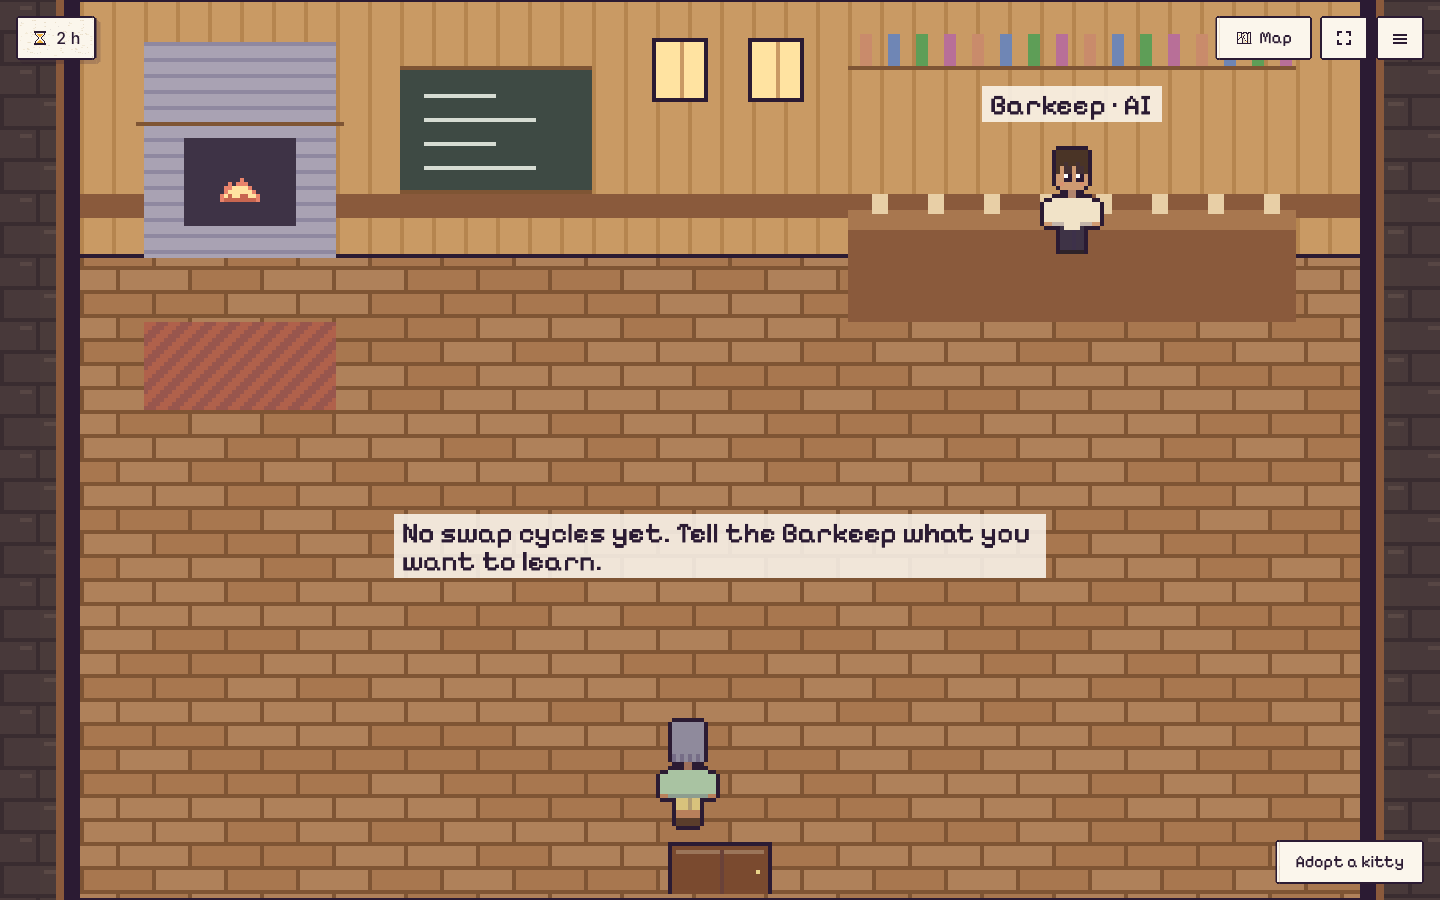 2 h
Map
Barkeep · AI
No swap cycles yet. Tell the Barkeep what you
want to learn.
Adopt a kitty